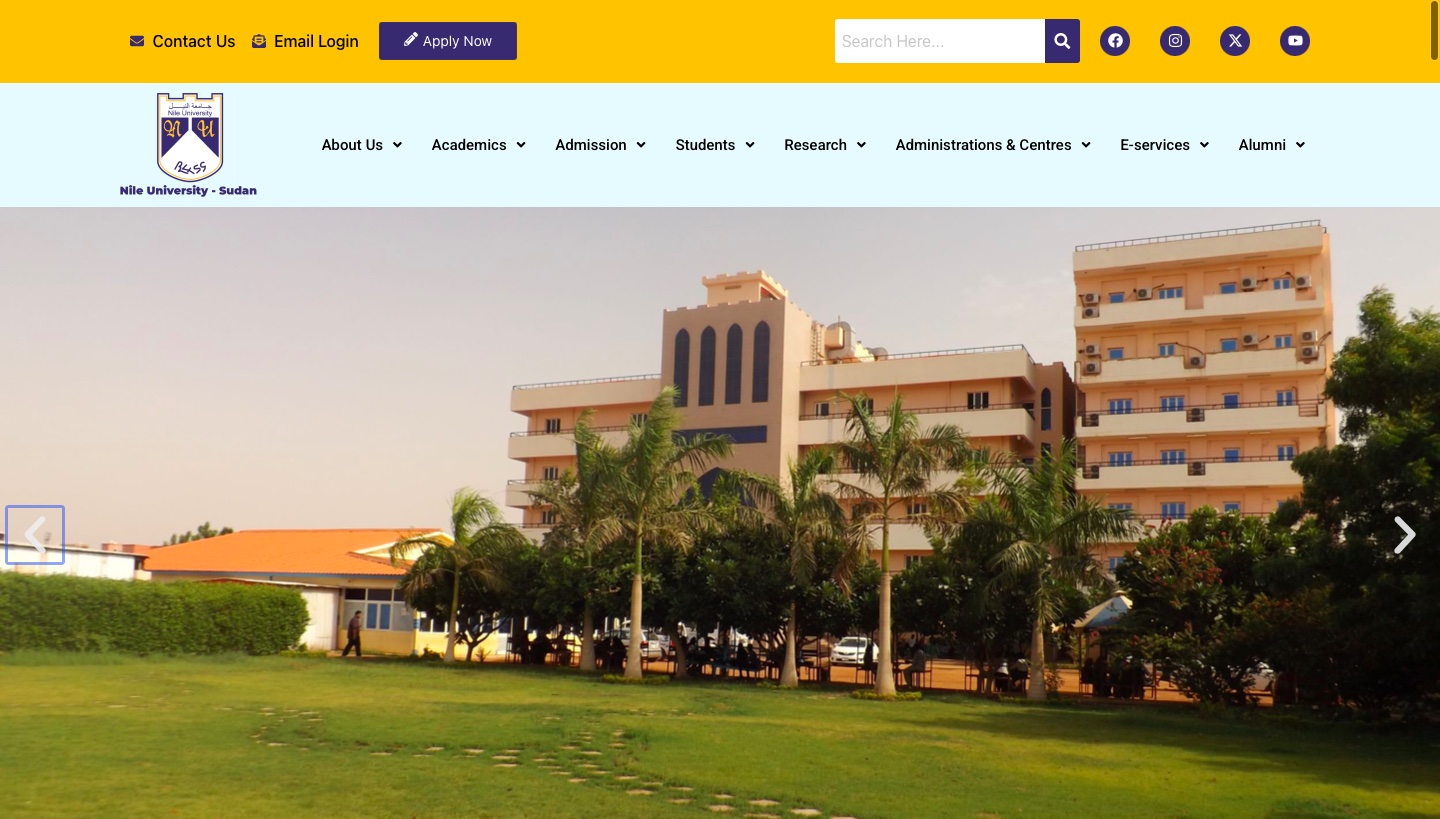 Contact Us
Email Login
Apply Now
Search Here...
جامعة النيل
Nile University
N U
Nile University - Sudan
About Us
Academics
Admission
Students
Research
Administrations & Centres
E-services
Alumni